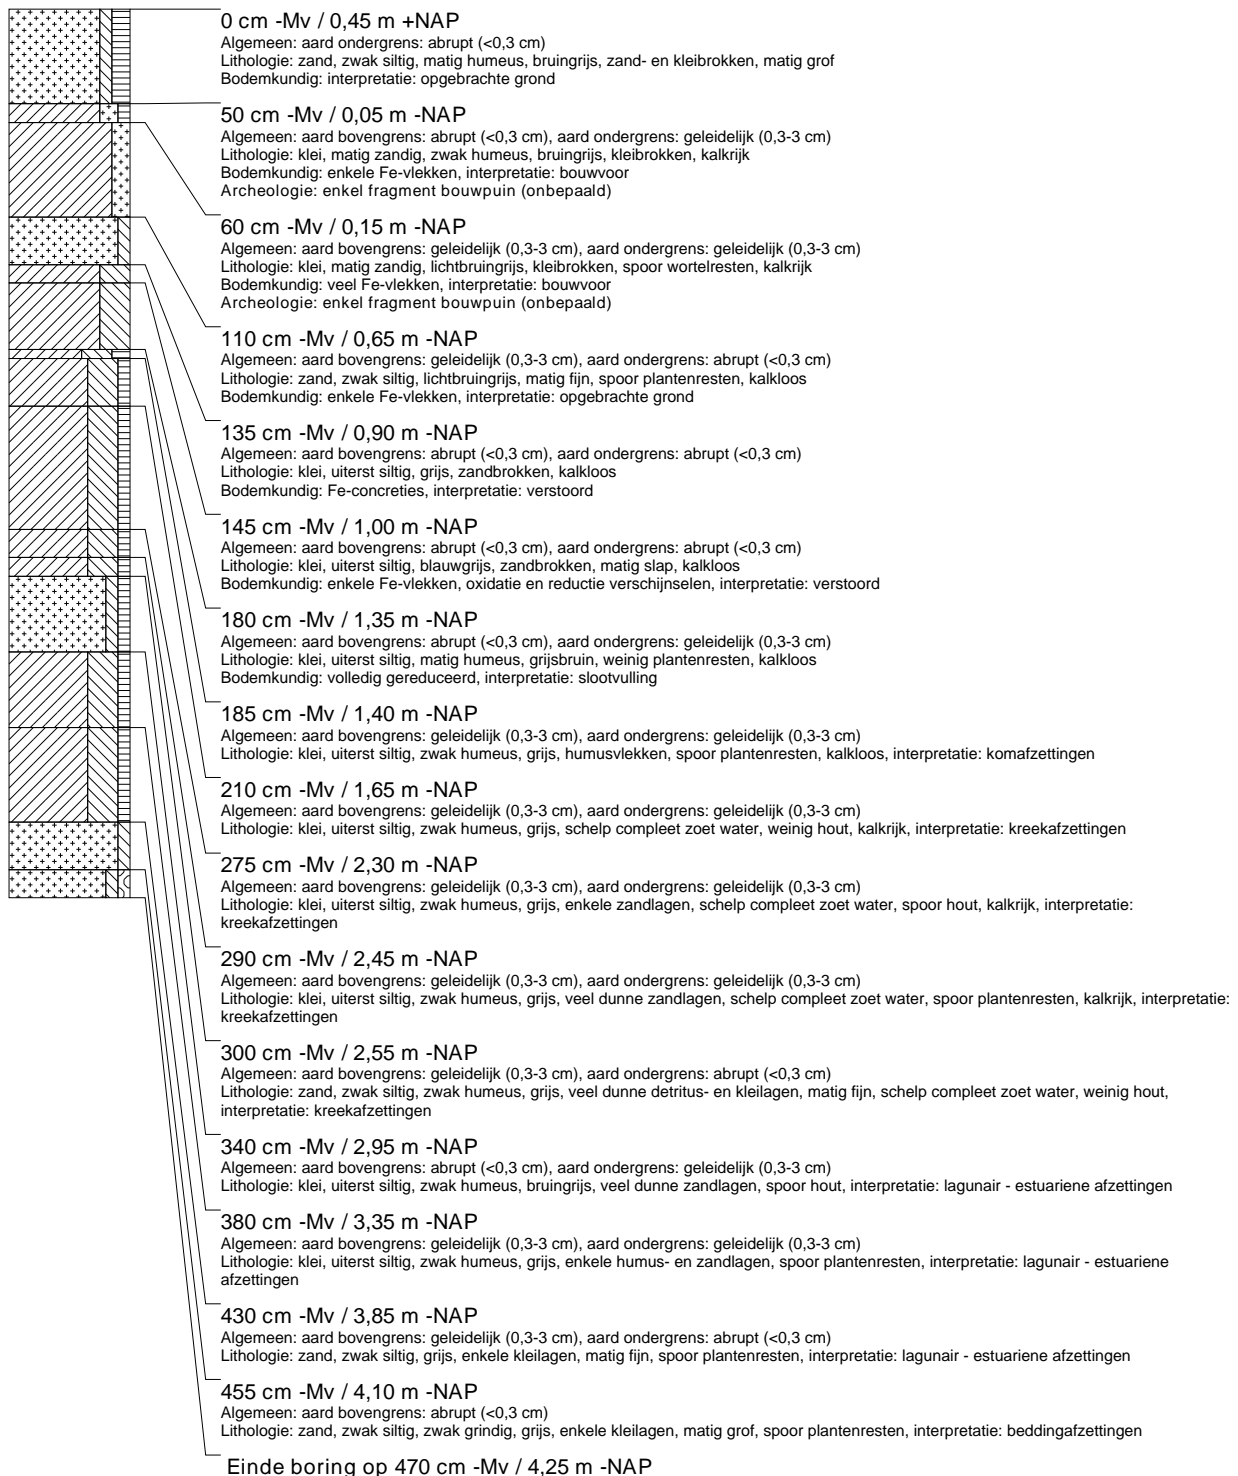 0 cm -Mv / 0,45 m +NAP
Algemeen: aard ondergrens: abrupt (<0,3 cm)
Lithologie: zand, zwak siltig, matig humeus, bruingrijs, zand- en kleibrokken, matig grof
Bodemkundig: interpretatie: opgebrachte grond
50 cm -Mv / 0,05 m -NAP
Algemeen: aard bovengrens: abrupt (<0,3 cm), aard ondergrens: geleidelijk (0,3-3 cm)
Lithologie: klei, matig zandig, zwak humeus, bruingrijs, kleibrokken, kalkrijk
Bodemkundig: enkele Fe-vlekken, interpretatie: bouwvoor
Archeologie: enkel fragment bouwpuin (onbepaald)
60 cm -Mv / 0,15 m -NAP
Algemeen: aard bovengrens: geleidelijk (0,3-3 cm), aard ondergrens: geleidelijk (0,3-3 cm)
Lithologie: klei, matig zandig, lichtbruingrijs, kleibrokken, spoor wortelresten, kalkrijk
Bodemkundig: veel Fe-vlekken, interpretatie: bouwvoor
Archeologie: enkel fragment bouwpuin (onbepaald)
110 cm -Mv / 0,65 m -NAP
Algemeen: aard bovengrens: geleidelijk (0,3-3 cm), aard ondergrens: abrupt (<0,3 cm)
Lithologie: zand, zwak siltig, lichtbruingrijs, matig fijn, spoor plantenresten, kalkloos
Bodemkundig: enkele Fe-vlekken, interpretatie: opgebrachte grond
135 cm -Mv / 0,90 m -NAP
Algemeen: aard bovengrens: abrupt (<0,3 cm), aard ondergrens: abrupt (<0,3 cm)
Lithologie: klei, uiterst siltig, grijs, zandbrokken, kalkloos
Bodemkundig: Fe-concreties, interpretatie: verstoord
145 cm -Mv / 1,00 m -NAP
Algemeen: aard bovengrens: abrupt (<0,3 cm), aard ondergrens: abrupt (<0,3 cm)
Lithologie: klei, uiterst siltig, blauwgrijs, zandbrokken, matig slap, kalkloos
Bodemkundig: enkele Fe-vlekken, oxidatie en reductie verschijnselen, interpretatie: verstoord
180 cm -Mv / 1,35 m -NAP
Algemeen: aard bovengrens: abrupt (<0,3 cm), aard ondergrens: geleidelijk (0,3-3 cm)
Lithologie: klei, uiterst siltig, matig humeus, grijsbruin, weinig plantenresten, kalkloos
Bodemkundig: volledig gereduceerd, interpretatie: slootvulling
185 cm -Mv / 1,40 m -NAP
Algemeen: aard bovengrens: geleidelijk (0,3-3 cm), aard ondergrens: geleidelijk (0,3-3 cm)
Lithologie: klei, uiterst siltig, zwak humeus, grijs, humusvlekken, spoor plantenresten, kalkloos, interpretatie: komafzettingen
210 cm -Mv / 1,65 m -NAP
Algemeen: aard bovengrens: geleidelijk (0,3-3 cm), aard ondergrens: geleidelijk (0,3-3 cm)
Lithologie: klei, uiterst siltig, zwak humeus, grijs, schelp compleet zoet water, weinig hout, kalkrijk, interpretatie: kreekafzettingen
275 cm -Mv / 2,30 m -NAP
Algemeen: aard bovengrens: geleidelijk (0,3-3 cm), aard ondergrens: geleidelijk (0,3-3 cm)
Lithologie: klei, uiterst siltig, zwak humeus, grijs, enkele zandlagen, schelp compleet zoet water, spoor hout, kalkrijk, interpretatie:
kreekafzettingen
290 cm -Mv / 2,45 m -NAP
Algemeen: aard bovengrens: geleidelijk (0,3-3 cm), aard ondergrens: geleidelijk (0,3-3 cm)
Lithologie: klei, uiterst siltig, zwak humeus, grijs, veel dunne zandlagen, schelp compleet zoet water, spoor plantenresten, kalkrijk, interpretatie:
kreekafzettingen
300 cm -Mv / 2,55 m -NAP
Algemeen: aard bovengrens: geleidelijk (0,3-3 cm), aard ondergrens: abrupt (<0,3 cm)
Lithologie: zand, zwak siltig, zwak humeus, grijs, veel dunne detritus- en kleilagen, matig fijn, schelp compleet zoet water, weinig hout,
interpretatie: kreekafzettingen
340 cm -Mv / 2,95 m -NAP
Algemeen: aard bovengrens: abrupt (<0,3 cm), aard ondergrens: geleidelijk (0,3-3 cm)
Lithologie: klei, uiterst siltig, zwak humeus, bruingrijs, veel dunne zandlagen, spoor hout, interpretatie: lagunair - estuariene afzettingen
380 cm -Mv / 3,35 m -NAP
Algemeen: aard bovengrens: geleidelijk (0,3-3 cm), aard ondergrens: geleidelijk (0,3-3 cm)
Lithologie: klei, uiterst siltig, zwak humeus, grijs, enkele humus- en zandlagen, spoor plantenresten, interpretatie: lagunair - estuariene
afzettingen
430 cm -Mv / 3,85 m -NAP
Algemeen: aard bovengrens: geleidelijk (0,3-3 cm), aard ondergrens: abrupt (<0,3 cm)
Lithologie: zand, zwak siltig, grijs, enkele kleilagen, matig fijn, spoor plantenresten, interpretatie: lagunair - estuariene afzettingen
455 cm -Mv / 4,10 m -NAP
Algemeen: aard bovengrens: abrupt (<0,3 cm)
Lithologie: zand, zwak siltig, zwak grindig, grijs, enkele kleilagen, matig grof, spoor plantenresten, interpretatie: beddingafzettingen
Einde boring op 470 cm -Mv / 4,25 m -NAP